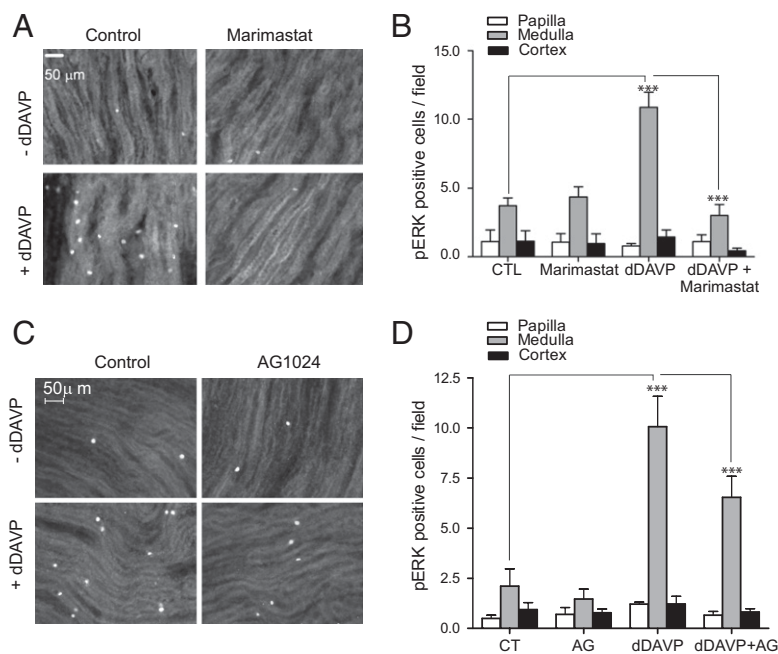 A
Control
Marimastat
50 µm
- dDAVP
+ dDAVP
B
Papilla
Medulla
Cortex
pERK positive cells / field
15.0
10.0
5.0
0.0
***
***
CTL
Marimastat
dDAVP
dDAVP +
Marimastat
C
Control
AG1024
50µ m
- dDAVP
+ dDAVP
D
Papilla
Medulla
Cortex
pERK positive cells / field
12.5
10.0
7.5
5.0
2.5
0.0
***
***
CT
AG
dDAVP
dDAVP+AG